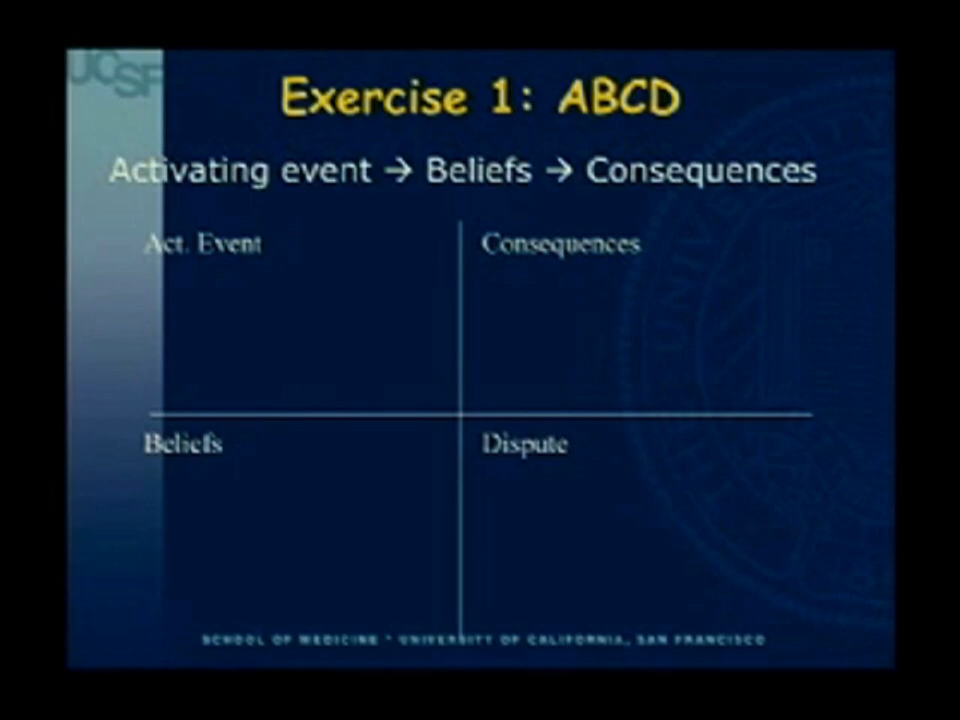 UCSF
Exercise 1: ABCD
Activating event → Beliefs → Consequences
Act. Event
Consequences
Beliefs
Dispute
SCHOOL OF MEDICINE * UNIVERSITY OF CALIFORNIA, SAN FRANCISCO